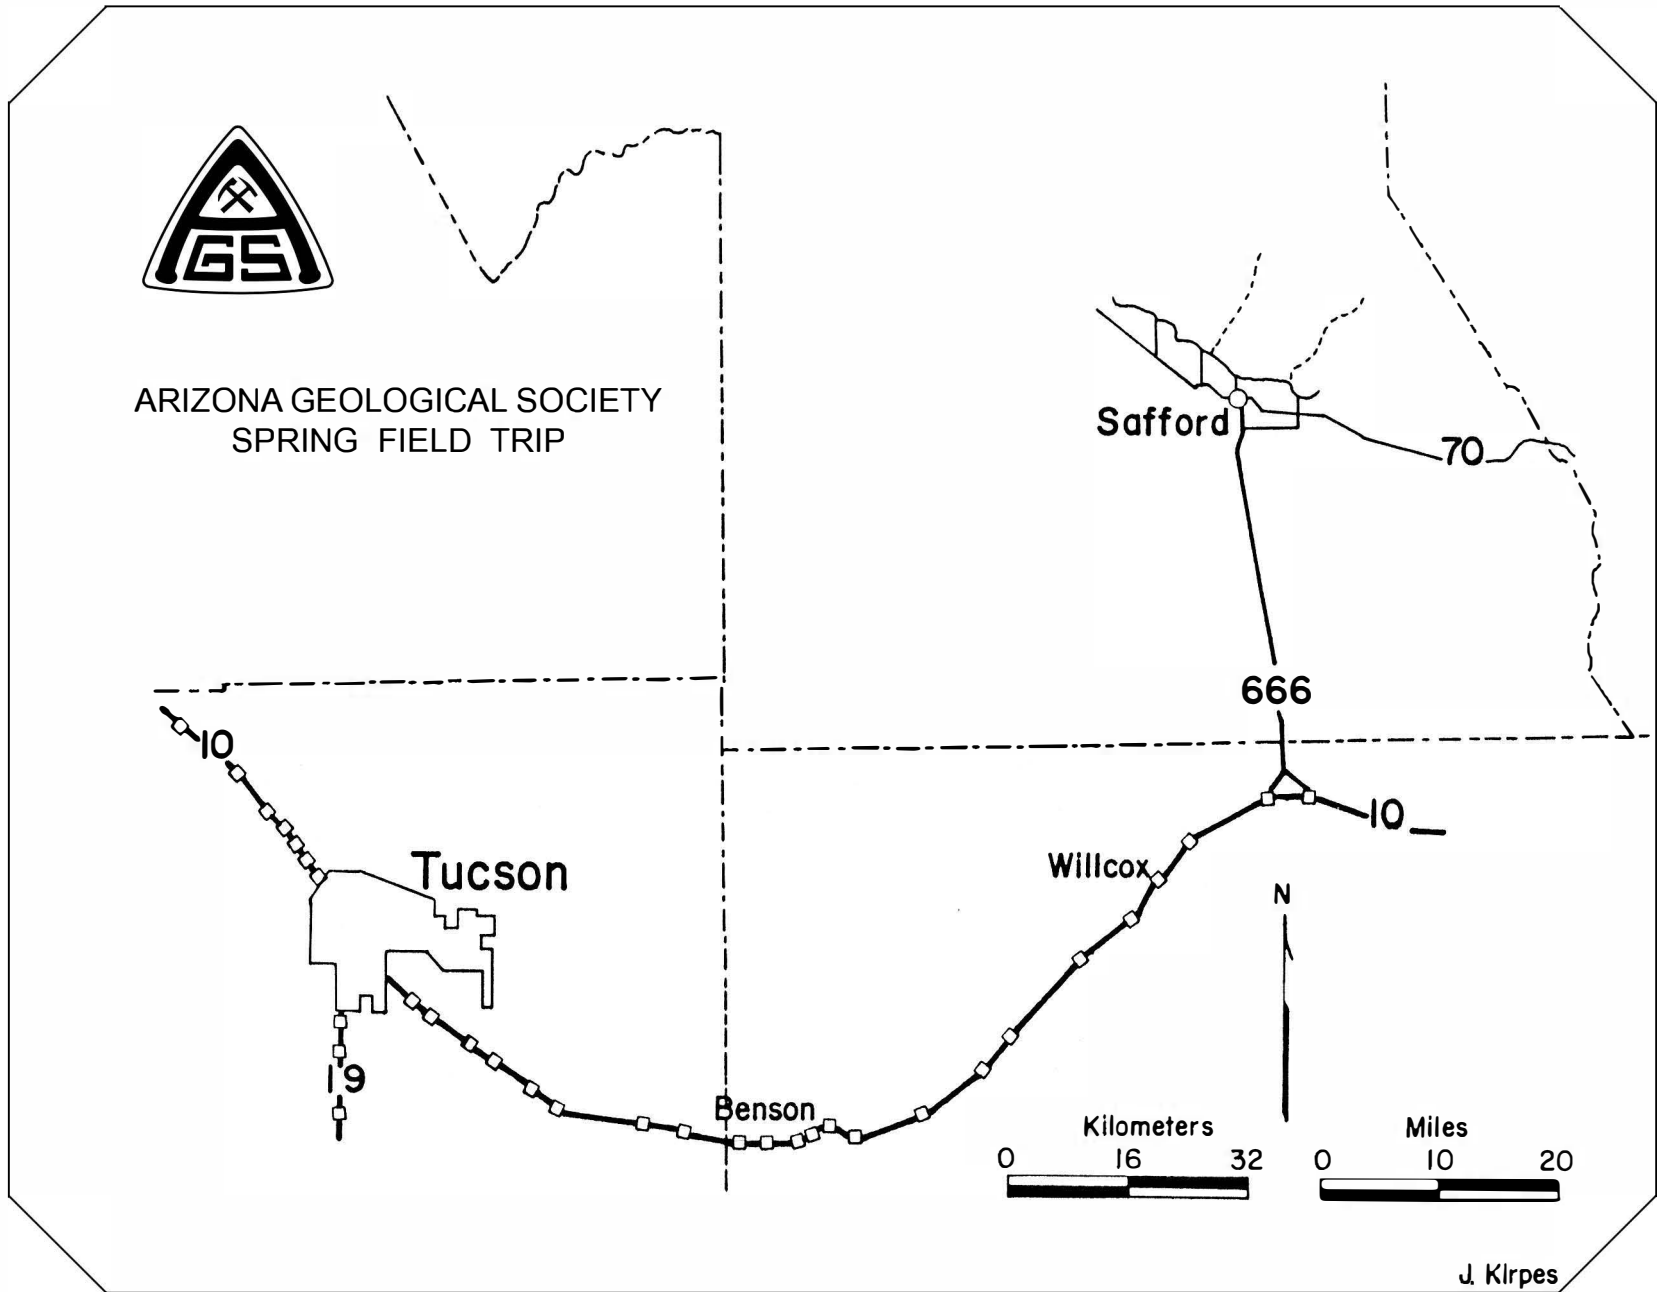 AGS
ARIZONA GEOLOGICAL SOCIETY
SPRING FIELD TRIP
Safford
70
666
10
10
Tucson
Willcox
N
19
Benson
Kilometers
0 16 32
Miles
0 10 20
J. Kirpes